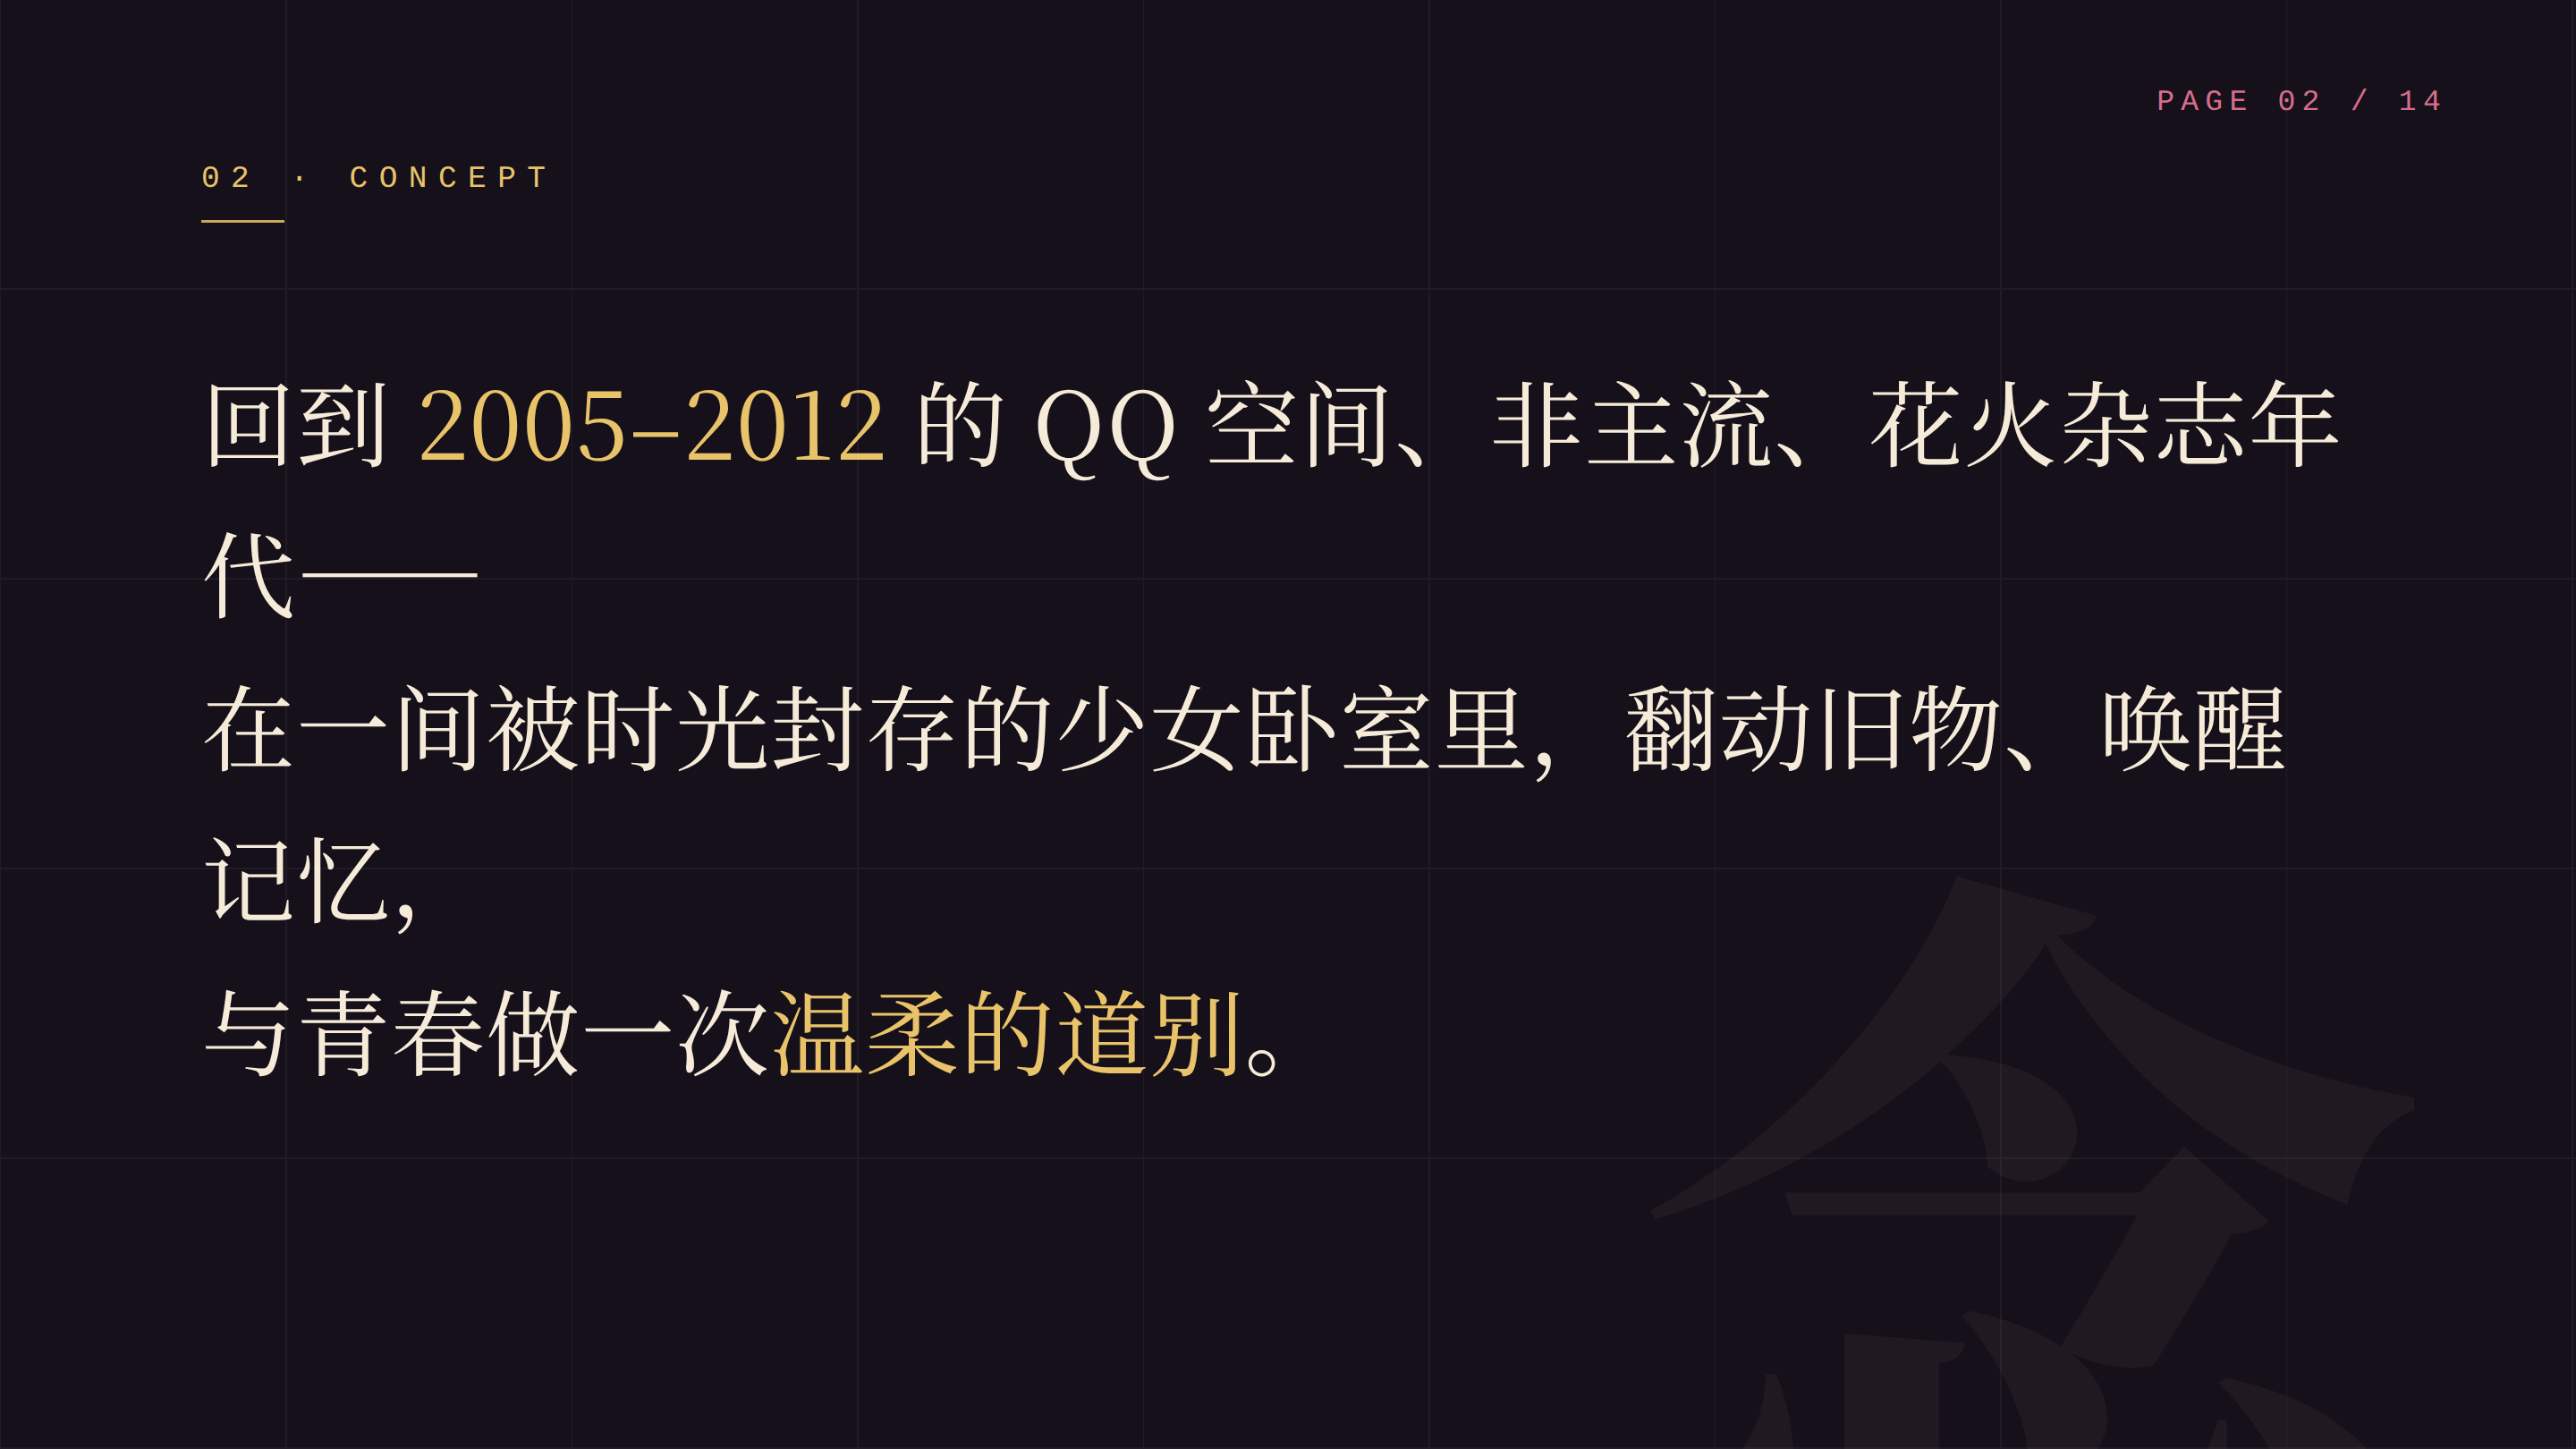 PAGE 02 / 14
02 · CONCEPT
回到 2005–2012 的 QQ 空间、非主流、花火杂志年
代——
在一间被时光封存的少女卧室里，翻动旧物、唤醒
记忆，
与青春做一次温柔的道别。
念